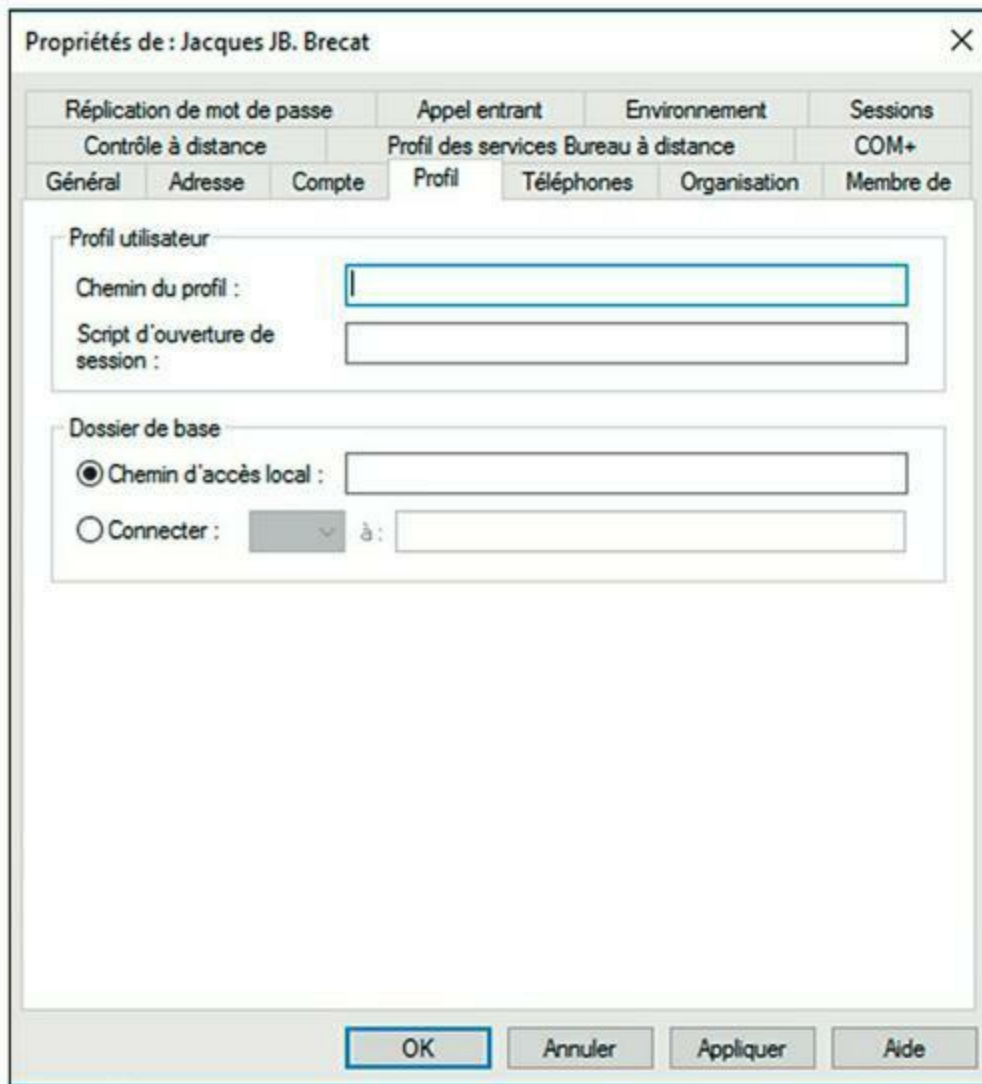 Propriétés de : Jacques JB. Brecat
Réplication de mot de passe Appel entrant Environnement Sessions
Contrôle à distance Profil des services Bureau à distance COM+
Général Adresse Compte Profil Téléphones Organisation Membre de
Profil utilisateur
Chemin du profil :
Script d'ouverture de
session :
Dossier de base
Chemin d'accès local :
Connecter : à :
OK Annuler Appliquer Aide